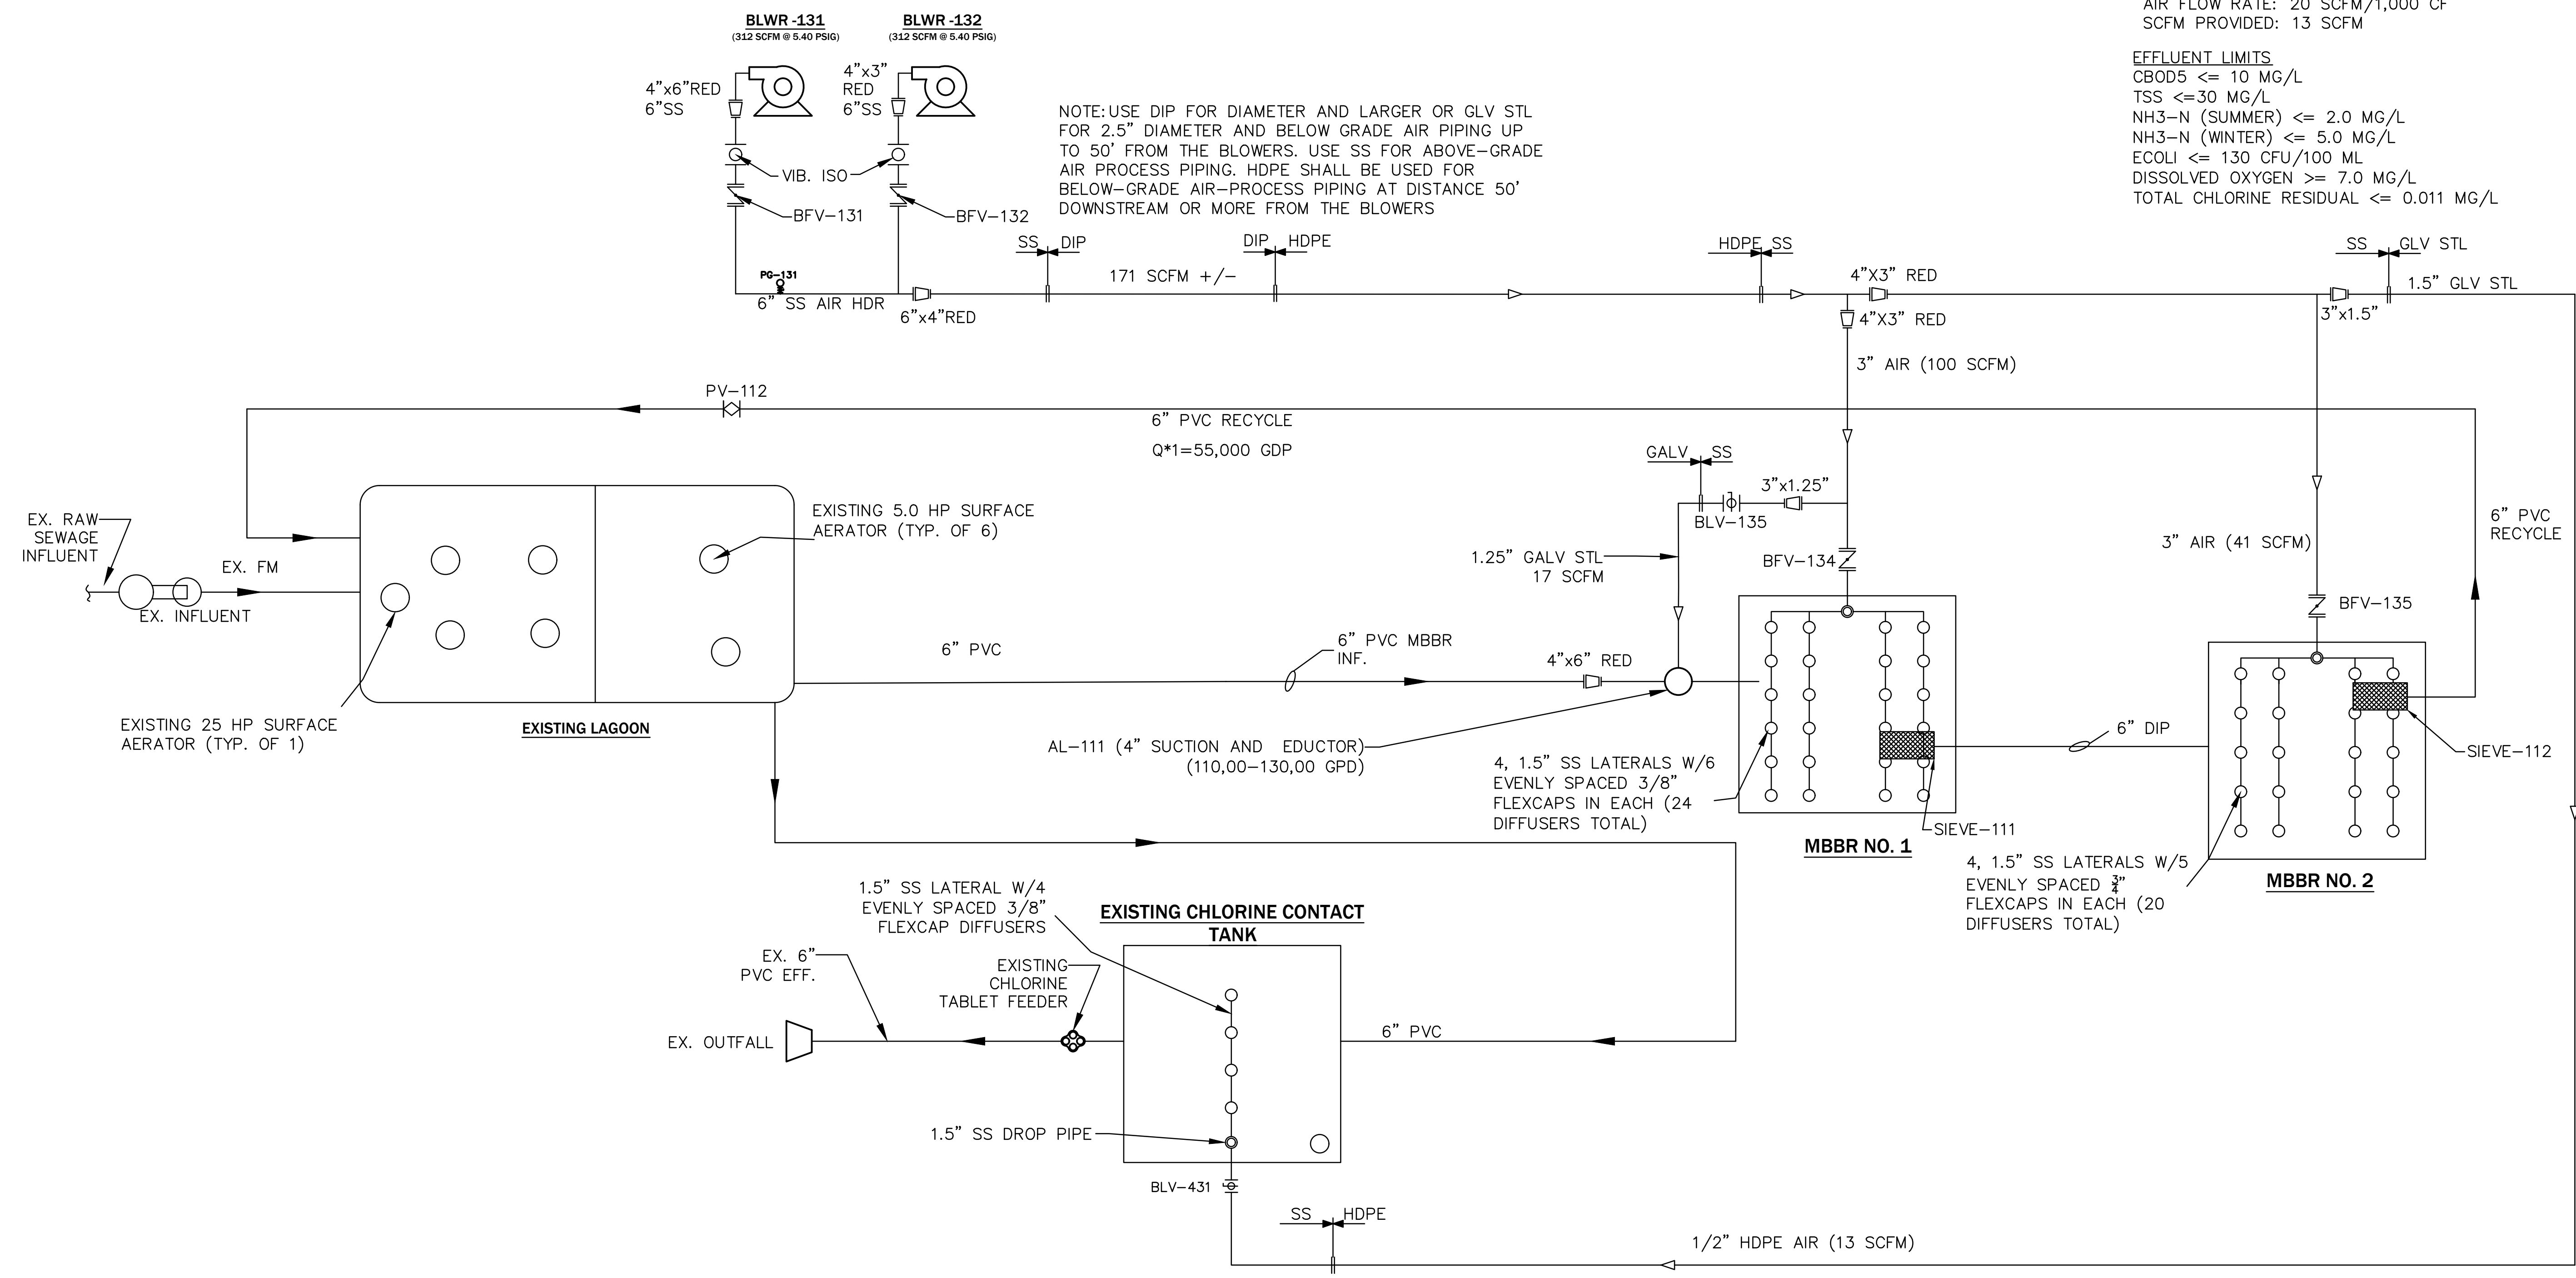 AIR FLOW RATE: 20 SCFM/1,000 CF
SCFM PROVIDED: 13 SCFM
EFFLUENT LIMITS
CBOD5 <= 10 MG/L
TSS <=30 MG/L
NH3-N (SUMMER) <= 2.0 MG/L
NH3-N (WINTER) <= 5.0 MG/L
ECOLI <= 130 CFU/100 ML
DISSOLVED OXYGEN >= 7.0 MG/L
TOTAL CHLORINE RESIDUAL <= 0.011 MG/L
BLWR -131
(312 SCFM @ 5.40 PSIG)
BLWR -132
(312 SCFM @ 5.40 PSIG)
4"x6"RED
6"SS
4"x3"
RED
6"SS
VIB. ISO
BFV-131
BFV-132
NOTE: USE DIP FOR DIAMETER AND LARGER OR GLV STL
FOR 2.5" DIAMETER AND BELOW GRADE AIR PIPING UP
TO 50' FROM THE BLOWERS. USE SS FOR ABOVE-GRADE
AIR PROCESS PIPING. HDPE SHALL BE USED FOR
BELOW-GRADE AIR-PROCESS PIPING AT DISTANCE 50'
DOWNSTREAM OR MORE FROM THE BLOWERS
PG-131
6" SS AIR HDR
6"x4"RED
SS DIP
171 SCFM +/-
DIP HDPE
HDPE SS
4"X3" RED
4"X3" RED
SS GLV STL
1.5" GLV STL
3"x1.5"
3" AIR (100 SCFM)
PV-112
6" PVC RECYCLE
Q*1=55,000 GDP
GALV SS
3"x1.25"
BLV-135
1.25" GALV STL
17 SCFM
BFV-134
3" AIR (41 SCFM)
BFV-135
6" PVC
RECYCLE
EX. RAW
SEWAGE
INFLUENT
EX. FM
EX. INFLUENT
EXISTING 5.0 HP SURFACE
AERATOR (TYP. OF 6)
EXISTING 25 HP SURFACE
AERATOR (TYP. OF 1)
EXISTING LAGOON
6" PVC
6" PVC MBBR
INF.
4"x6" RED
AL-111 (4" SUCTION AND EDUCTOR)
(110,00-130,00 GPD)
4, 1.5" SS LATERALS W/6
EVENLY SPACED 3/8"
FLEXCAPS IN EACH (24
DIFFUSERS TOTAL)
SIEVE-111
MBBR NO. 1
6" DIP
SIEVE-112
4, 1.5" SS LATERALS W/5
EVENLY SPACED 3/4"
FLEXCAPS IN EACH (20
DIFFUSERS TOTAL)
MBBR NO. 2
1.5" SS LATERAL W/4
EVENLY SPACED 3/8"
FLEXCAP DIFFUSERS
EXISTING CHLORINE CONTACT
TANK
EX. 6"
PVC EFF.
EXISTING
CHLORINE
TABLET FEEDER
EX. OUTFALL
6" PVC
1.5" SS DROP PIPE
BLV-431
SS HDPE
1/2" HDPE AIR (13 SCFM)